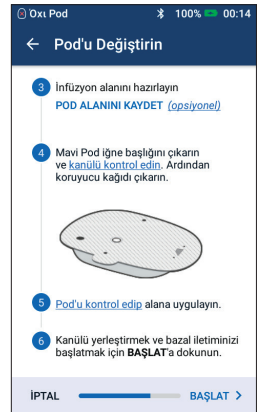 Oxı Pod 100% 00:14
← Pod'u Değiştirin
3 İnfüzyon alanını hazırlayın
POD ALANINI KAYDET (opsiyonel)
4 Mavi Pod iğne başlığını çıkarın
ve kanülü kontrol edin. Ardından
koruyucu kağıdı çıkarın.
5 Pod'u kontrol edip alana uygulayın.
6 Kanülü yerleştirmek ve bazal iletiminizi
başlatmak için BAŞLAT'a dokunun.
İPTAL BAŞLAT >